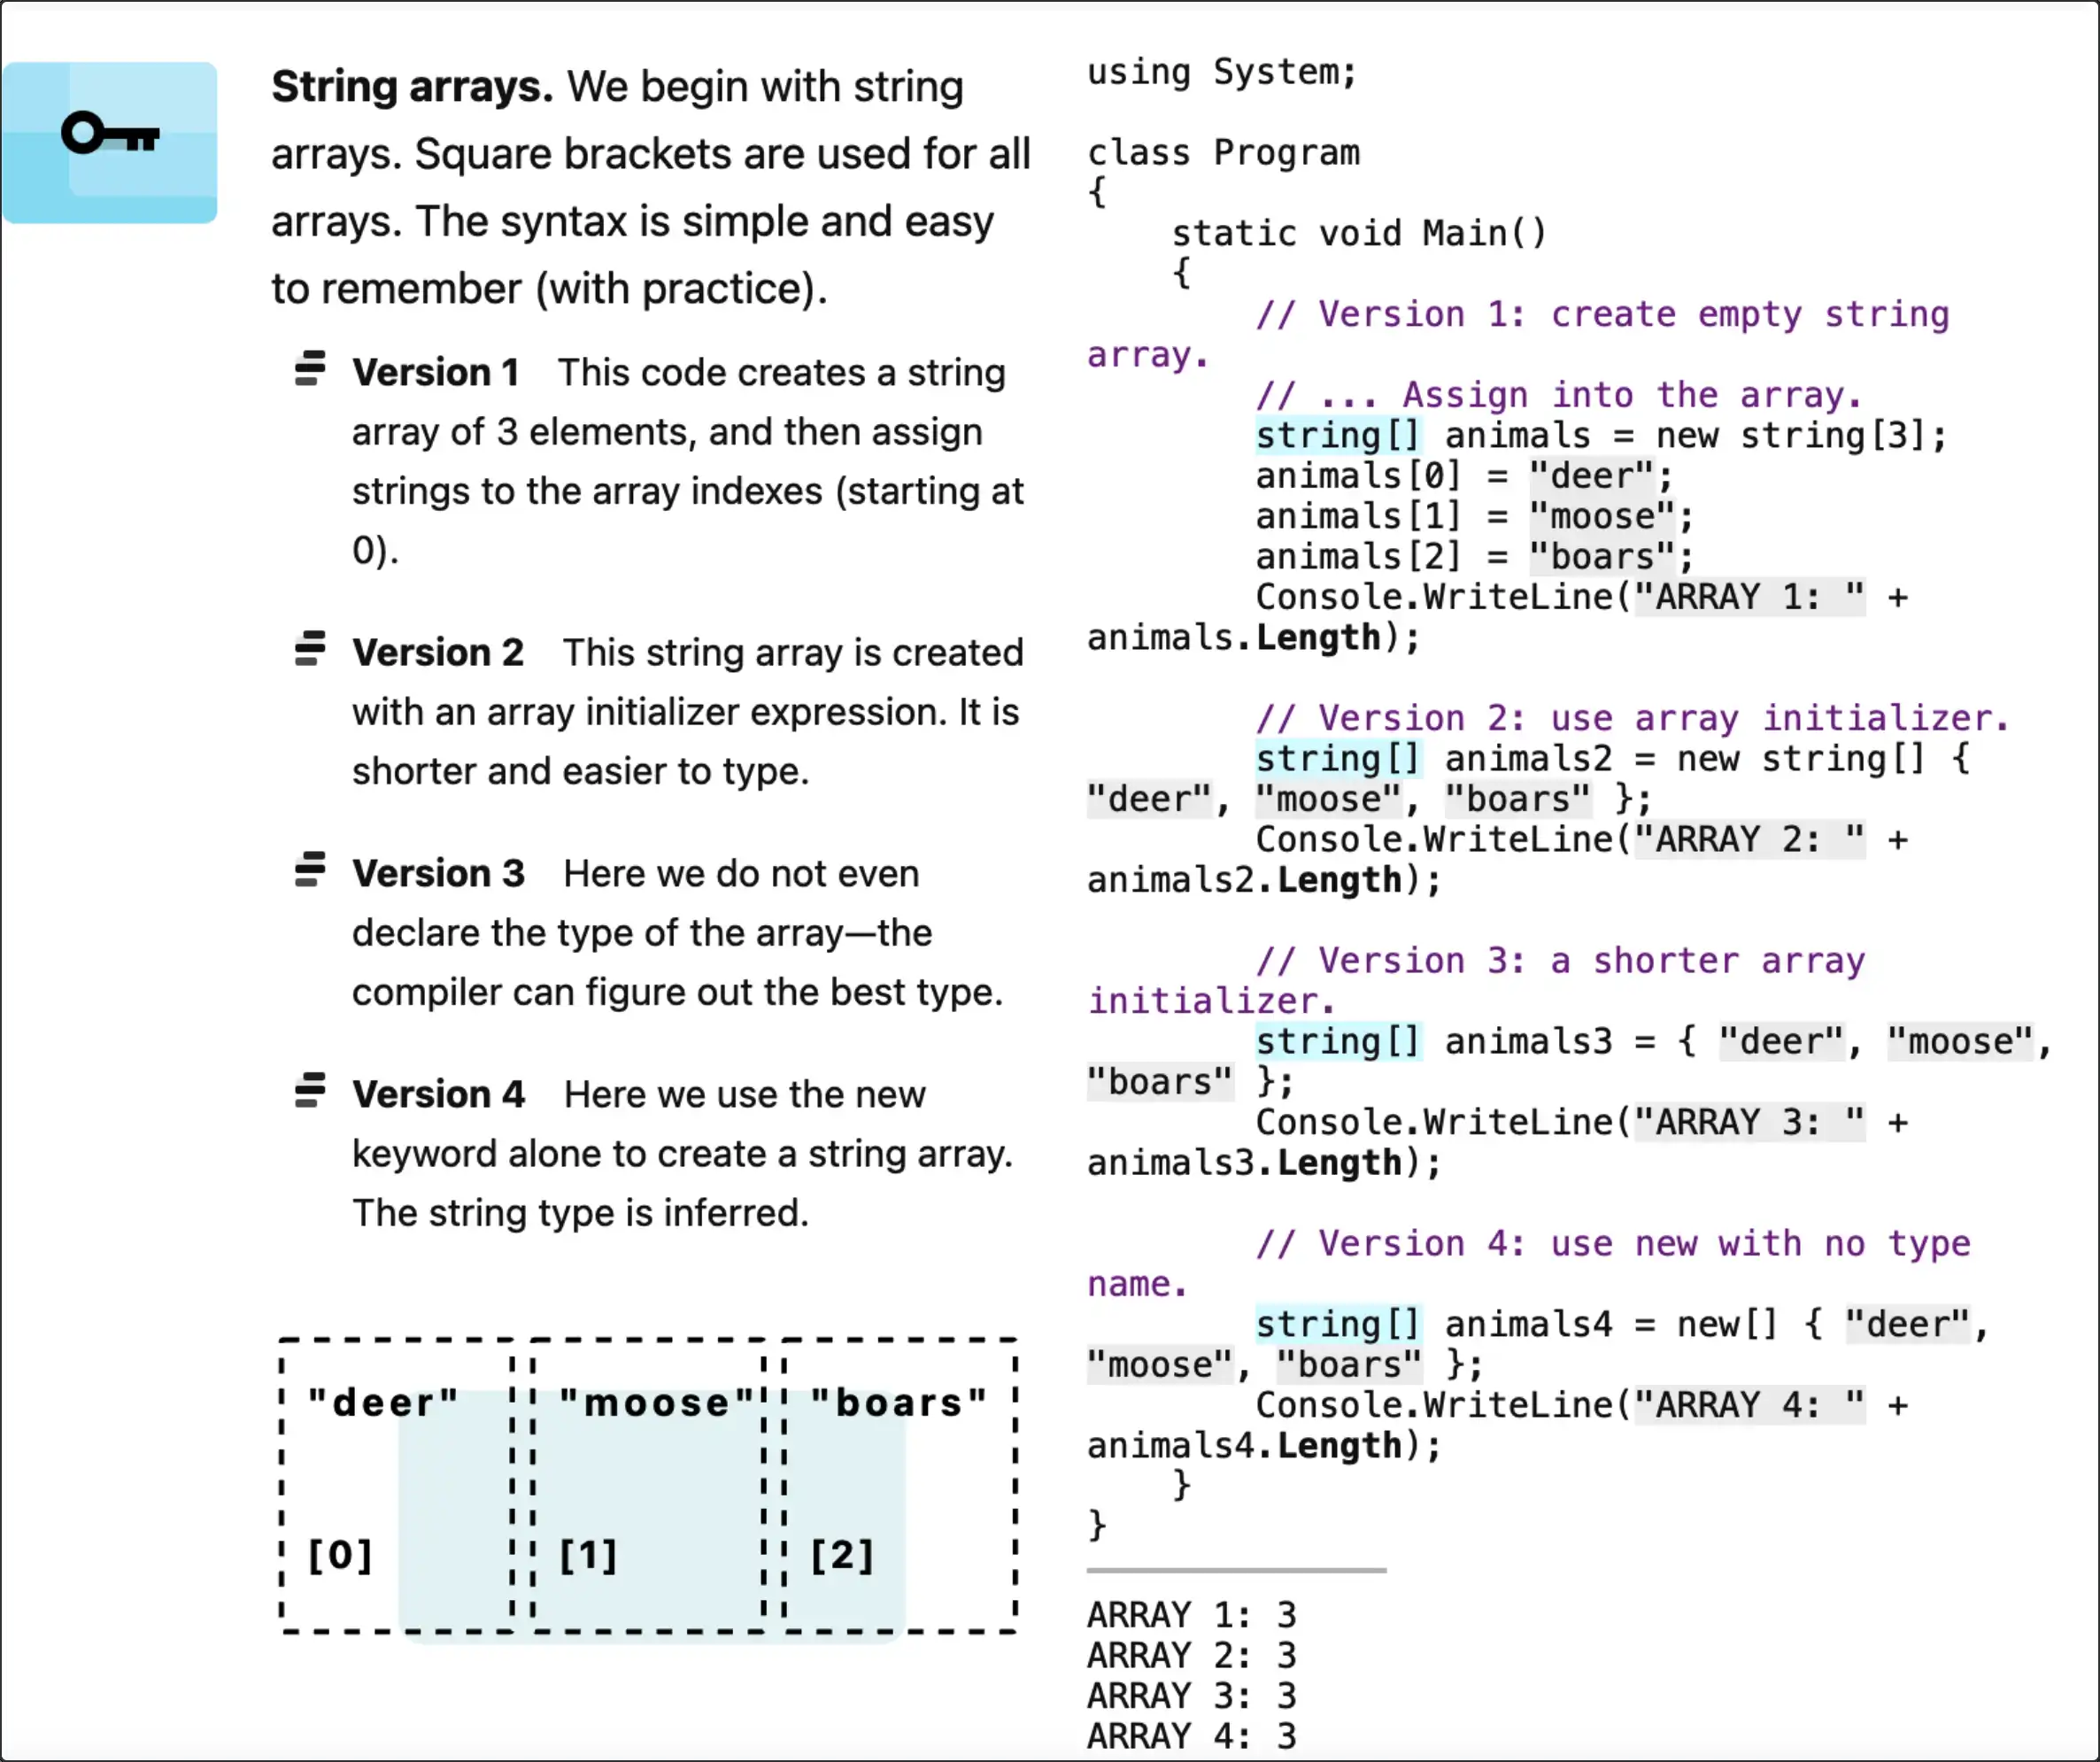 String arrays. We begin with string
arrays. Square brackets are used for all
arrays. The syntax is simple and easy
to remember (with practice).
Version 1 This code creates a string
array of 3 elements, and then assign
strings to the array indexes (starting at
0).
Version 2 This string array is created
with an array initializer expression. It is
shorter and easier to type.
Version 3 Here we do not even
declare the type of the array—the
compiler can figure out the best type.
Version 4 Here we use the new
keyword alone to create a string array.
The string type is inferred.
"deer" "moose" "boars"
[0] [1] [2]
using System;
class Program
{
    static void Main()
    {
        // Version 1: create empty string
array.
        // ... Assign into the array.
        string[] animals = new string[3];
        animals[0] = "deer";
        animals[1] = "moose";
        animals[2] = "boars";
        Console.WriteLine("ARRAY 1: " +
animals.Length);
        // Version 2: use array initializer.
        string[] animals2 = new string[] {
"deer", "moose", "boars" };
        Console.WriteLine("ARRAY 2: " +
animals2.Length);
        // Version 3: a shorter array
initializer.
        string[] animals3 = { "deer", "moose",
"boars" };
        Console.WriteLine("ARRAY 3: " +
animals3.Length);
        // Version 4: use new with no type
name.
        string[] animals4 = new[] { "deer",
"moose", "boars" };
        Console.WriteLine("ARRAY 4: " +
animals4.Length);
    }
}
ARRAY 1: 3
ARRAY 2: 3
ARRAY 3: 3
ARRAY 4: 3